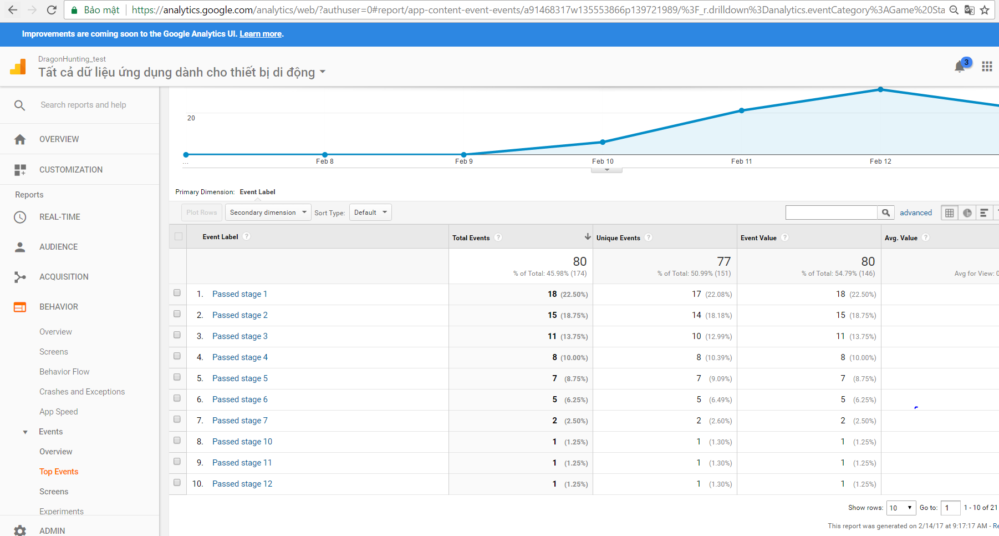 Bảo mật https://analytics.google.com/analytics/web/?authuser=0#report/app-content-event-events/a91468317w135553866p139721989/%3F_r.drilldown%3Danalytics.eventCategory%3AGame%20Sta
Improvements are coming soon to the Google Analytics UI. Learn more.
DragonHunting_test
Tất cả dữ liệu ứng dụng dành cho thiết bị di động
3
Search reports and help
OVERVIEW
CUSTOMIZATION
Reports
REAL-TIME
AUDIENCE
ACQUISITION
BEHAVIOR
Overview
Screens
Behavior Flow
Crashes and Exceptions
App Speed
Events
Overview
Top Events
Screens
Experiments
ADMIN
20
... Feb 8 Feb 9 Feb 10 Feb 11 Feb 12
Primary Dimension: Event Label
Plot Rows Secondary dimension Sort Type: Default advanced
Event Label ? Total Events ? Unique Events ? Event Value ? Avg. Value ?
80 77 80
% of Total: 45.98% (174) % of Total: 50.99% (151) % of Total: 54.79% (146) Avg for View: 0
1. Passed stage 1 18 (22.50%) 17 (22.08%) 18 (22.50%)
2. Passed stage 2 15 (18.75%) 14 (18.18%) 15 (18.75%)
3. Passed stage 3 11 (13.75%) 10 (12.99%) 11 (13.75%)
4. Passed stage 4 8 (10.00%) 8 (10.39%) 8 (10.00%)
5. Passed stage 5 7 (8.75%) 7 (9.09%) 7 (8.75%)
6. Passed stage 6 5 (6.25%) 5 (6.49%) 5 (6.25%)
7. Passed stage 7 2 (2.50%) 2 (2.60%) 2 (2.50%)
8. Passed stage 10 1 (1.25%) 1 (1.30%) 1 (1.25%)
9. Passed stage 11 1 (1.25%) 1 (1.30%) 1 (1.25%)
10. Passed stage 12 1 (1.25%) 1 (1.30%) 1 (1.25%)
Show rows: 10 Go to: 1 1 - 10 of 21
This report was generated on 2/14/17 at 9:17:17 AM - Re